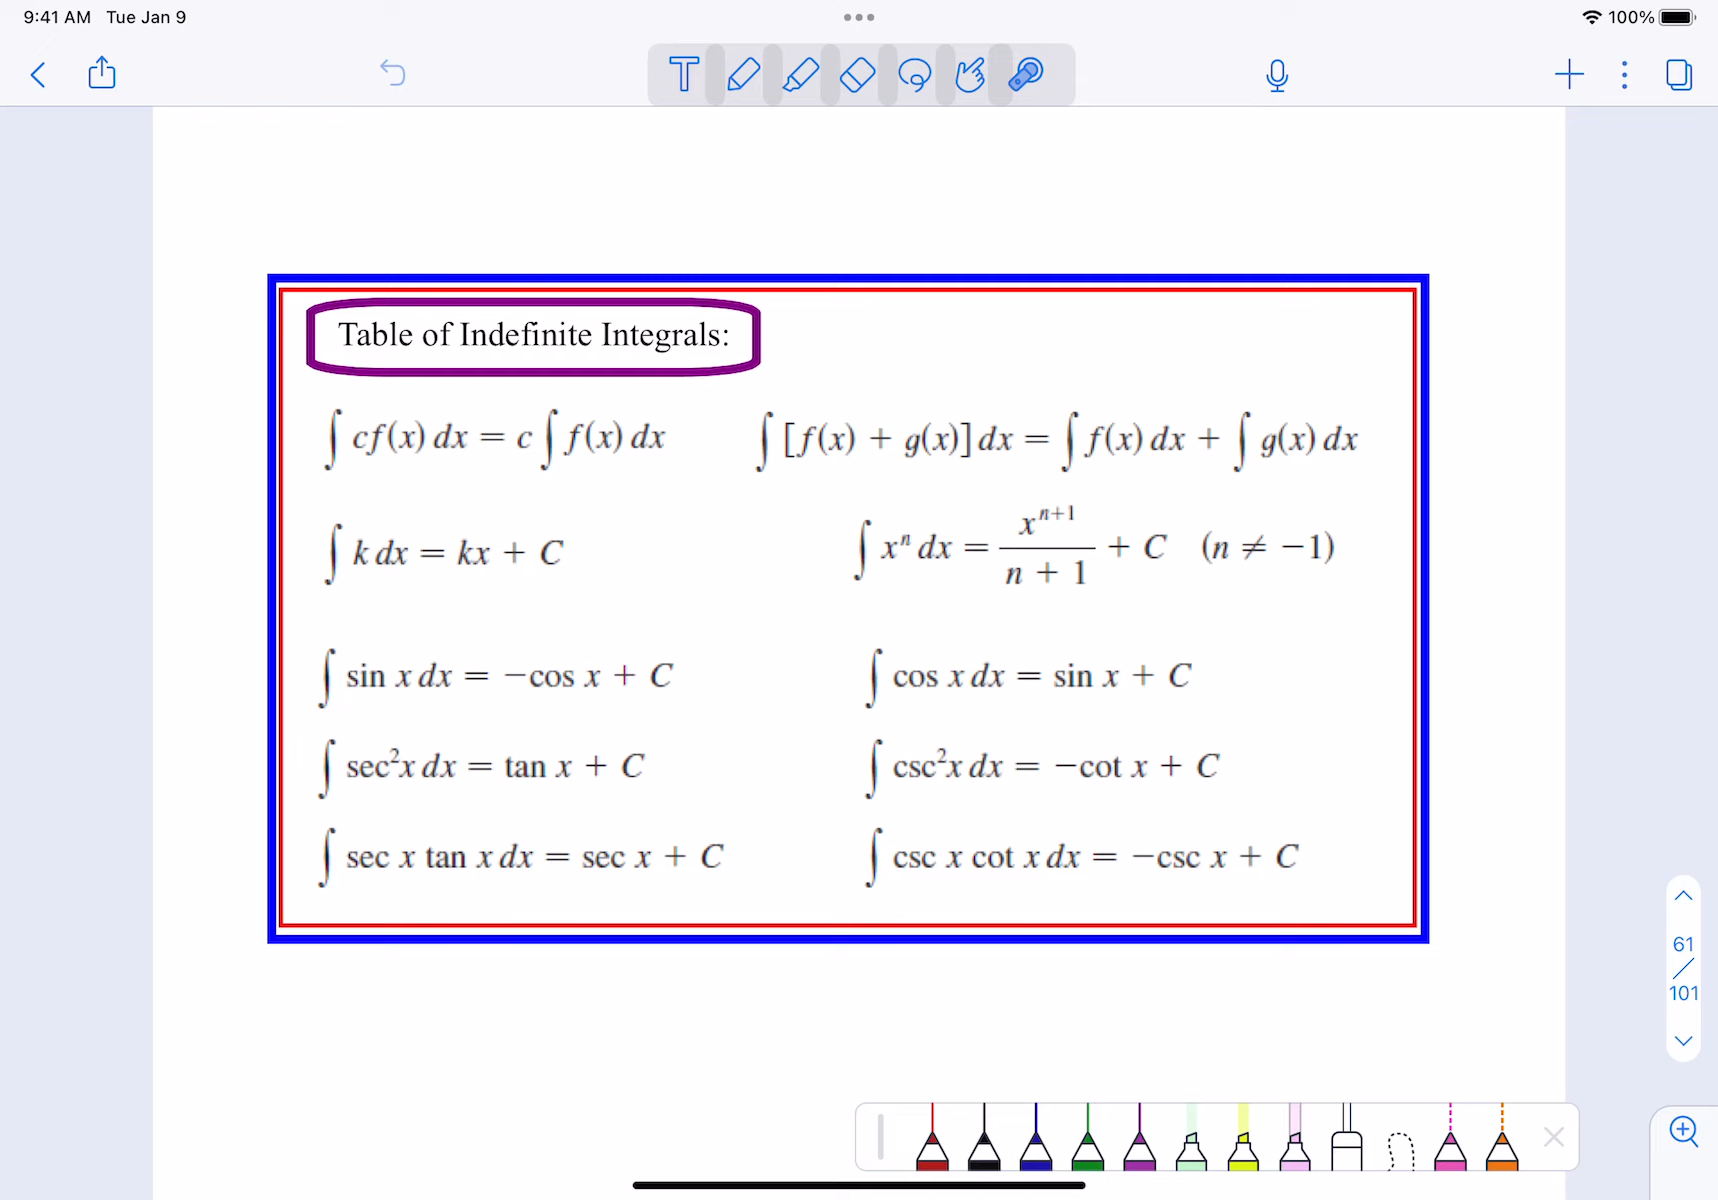 9:41 AM Tue Jan 9 100%
Table of Indefinite Integrals:
∫ cf(x) dx = c ∫ f(x) dx ∫ [f(x) + g(x)] dx = ∫ f(x) dx + ∫ g(x) dx
∫ k dx = kx + C ∫ xⁿ dx = xⁿ⁺¹/(n + 1) + C (n ≠ −1)
∫ sin x dx = −cos x + C ∫ cos x dx = sin x + C
∫ sec²x dx = tan x + C ∫ csc²x dx = −cot x + C
∫ sec x tan x dx = sec x + C ∫ csc x cot x dx = −csc x + C
61
/
101